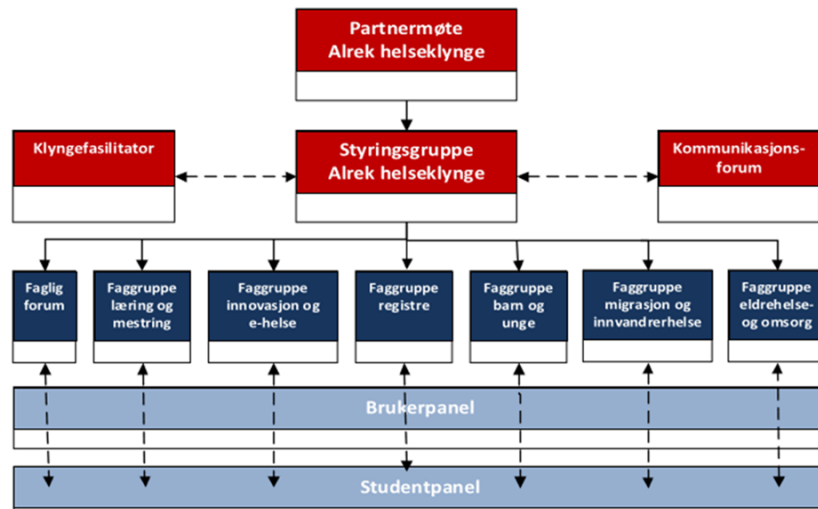 Partnermøte
Alrek helseklynge
Klyngefasilitator
Styringsgruppe
Alrek helseklynge
Kommunikasjons-
forum
Faglig
forum
Faggruppe
læring og
mestring
Faggruppe
innovasjon og
e-helse
Faggruppe
registre
Faggruppe
barn og
unge
Faggruppe
migrasjon og
innvandrerhelse
Faggruppe
eldrehelse-
og omsorg
Brukerpanel
Studentpanel